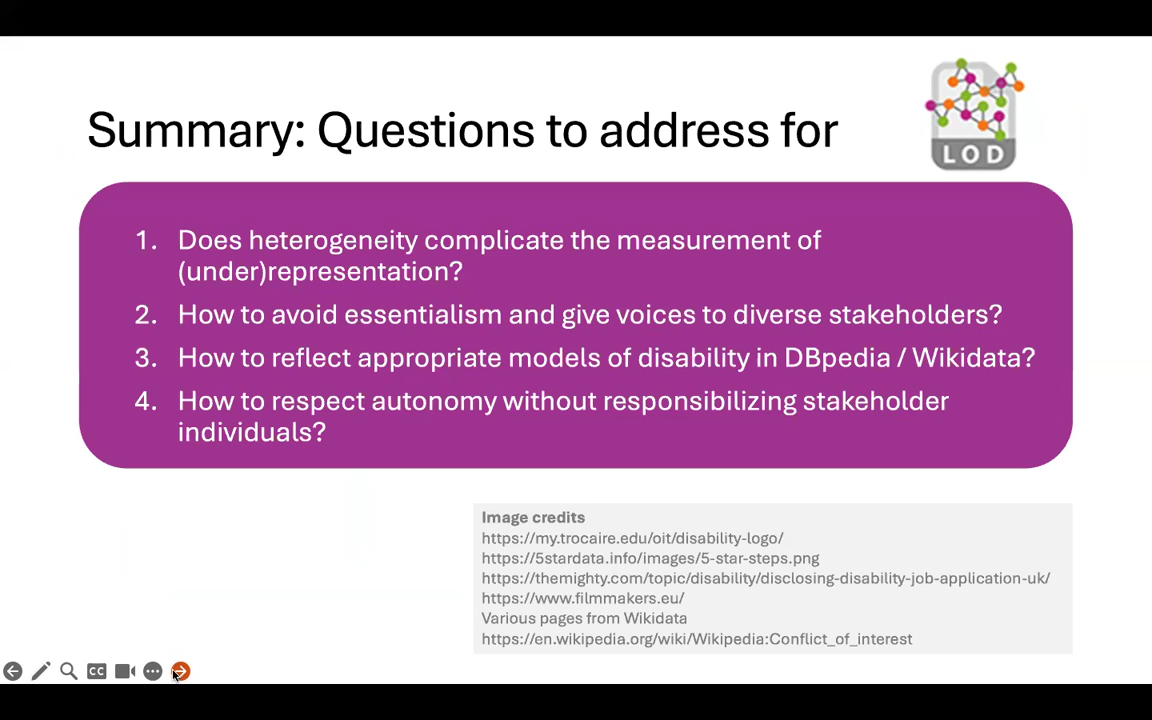 Summary: Questions to address for
LOD
1. Does heterogeneity complicate the measurement of
(under)representation?
2. How to avoid essentialism and give voices to diverse stakeholders?
3. How to reflect appropriate models of disability in DBpedia / Wikidata?
4. How to respect autonomy without responsibilizing stakeholder
individuals?
Image credits
https://my.trocaire.edu/oit/disability-logo/
https://5stardata.info/images/5-star-steps.png
https://themighty.com/topic/disability/disclosing-disability-job-application-uk/
https://www.filmmakers.eu/
Various pages from Wikidata
https://en.wikipedia.org/wiki/Wikipedia:Conflict_of_interest
CC